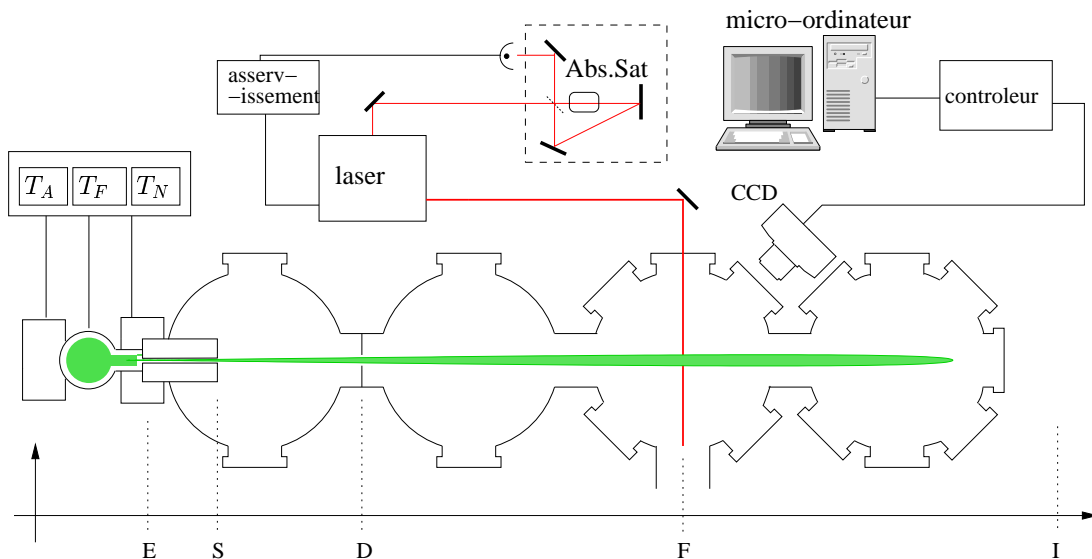 micro-ordinateur
asserv-
-issement
Abs.Sat
controleur
laser
T_A T_F T_N
CCD
E S D F I